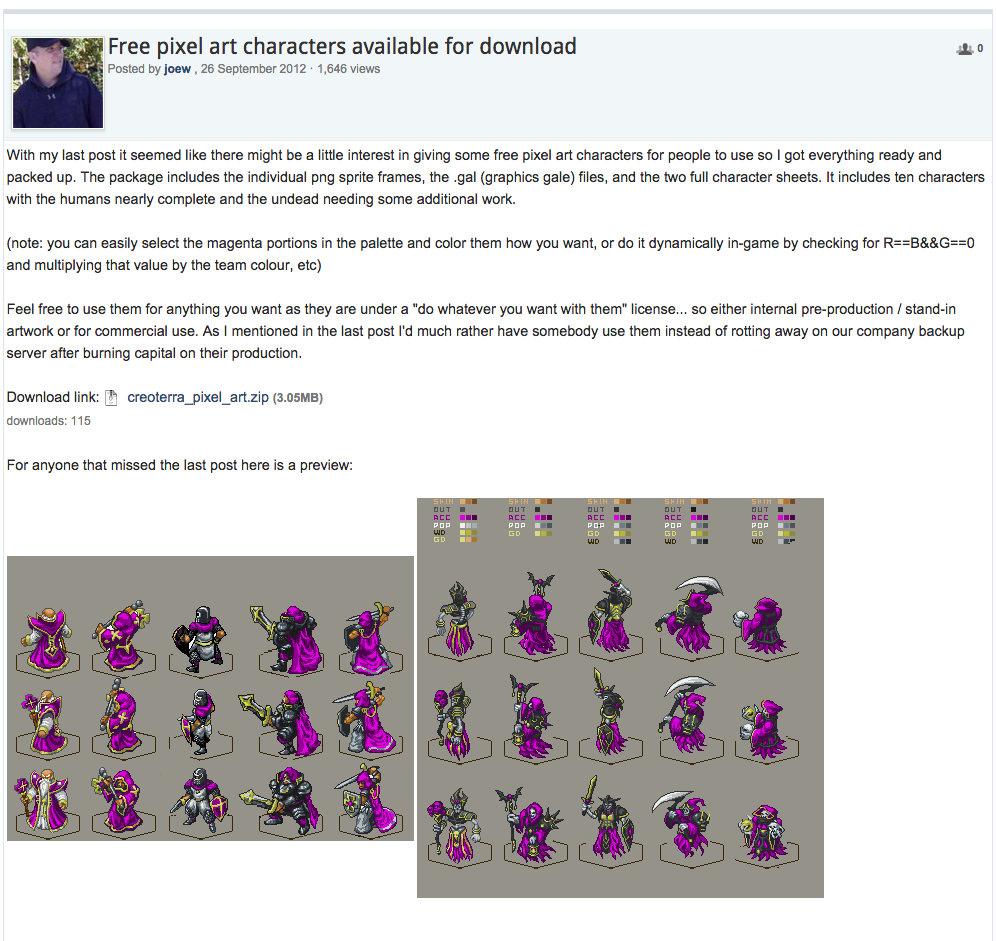 Free pixel art characters available for download
0
Posted by joew , 26 September 2012 · 1,646 views
With my last post it seemed like there might be a little interest in giving some free pixel art characters for people to use so I got everything ready and
packed up. The package includes the individual png sprite frames, the .gal (graphics gale) files, and the two full character sheets. It includes ten characters
with the humans nearly complete and the undead needing some additional work.
(note: you can easily select the magenta portions in the palette and color them how you want, or do it dynamically in-game by checking for R==B&&G==0
and multiplying that value by the team colour, etc)
Feel free to use them for anything you want as they are under a "do whatever you want with them" license... so either internal pre-production / stand-in
artwork or for commercial use. As I mentioned in the last post I'd much rather have somebody use them instead of rotting away on our company backup
server after burning capital on their production.
Download link: creoterra_pixel_art.zip (3.05MB)
downloads: 115
For anyone that missed the last post here is a preview:
SKIN SKIN SKIN SKIN SKIN
OUT OUT OUT OUT OUT
ACC ACC ACC ACC ACC
POP POP POP POP POP
WD GD GD GD GD
GD WD WD WD